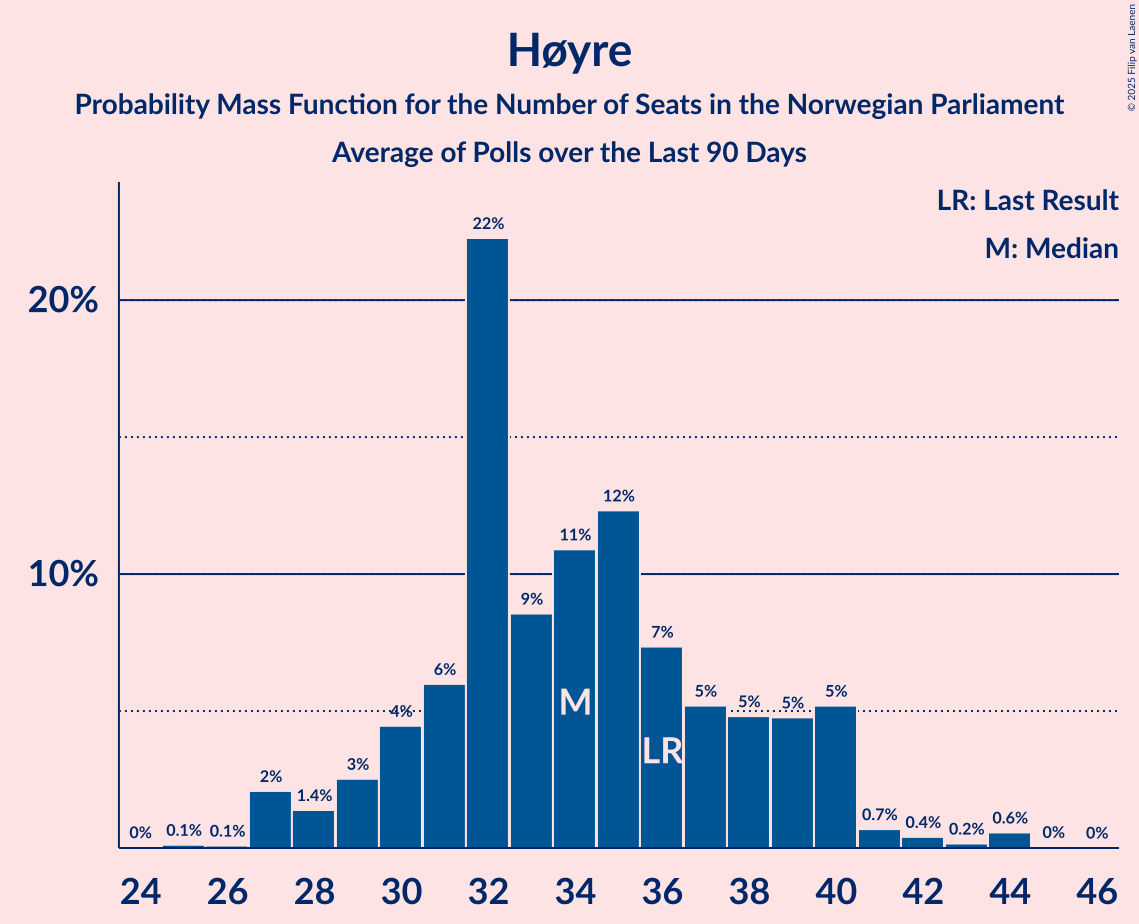 Høyre
Probability Mass Function for the Number of Seats in the Norwegian Parliament
Average of Polls over the Last 90 Days
© 2025 Filip van Laenen
LR: Last Result
M: Median
20%
10%
0%
0.1%
0.1%
2%
1.4%
3%
4%
6%
22%
9%
11%
12%
7%
5%
5%
5%
5%
0.7%
0.4%
0.2%
0.6%
0%
0%
M
LR
24 26 28 30 32 34 36 38 40 42 44 46